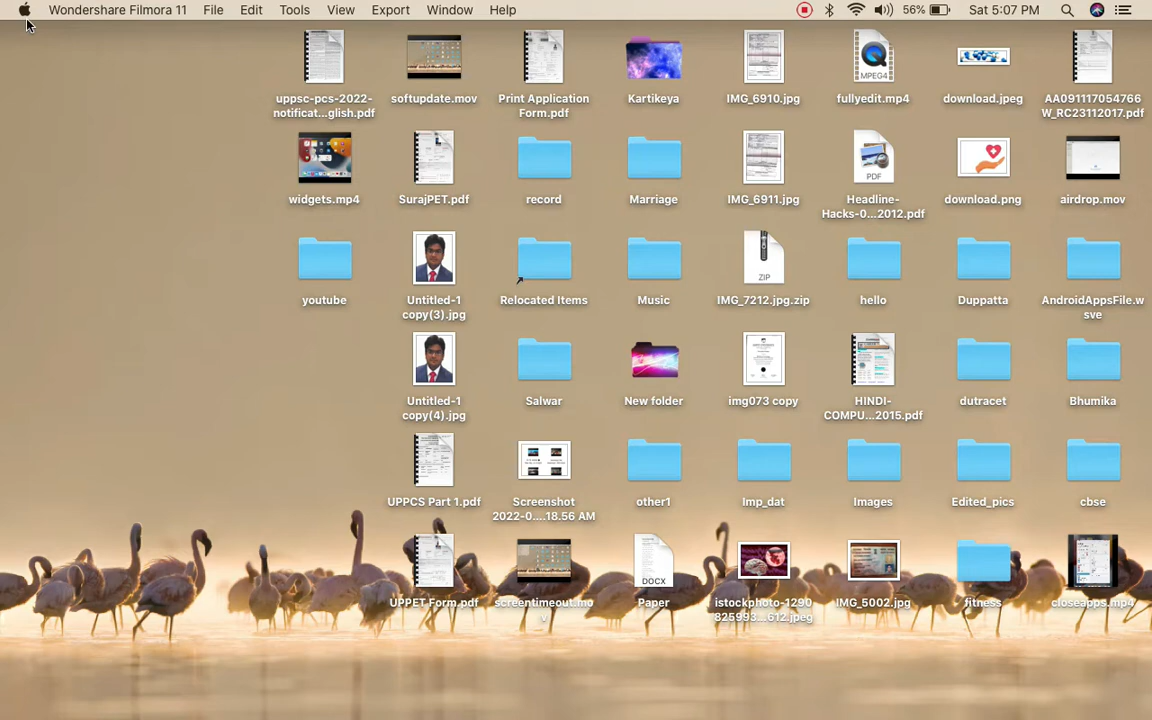 Wondershare Filmora 11 File Edit Tools View Export Window Help 56% Sat 5:07 PM
uppsc-pcs-2022-
notificat...glish.pdf
softupdate.mov
Print Application
Form.pdf
Kartikeya
IMG_6910.jpg
MPEG4
fullyedit.mp4
download.jpeg
AA091117054766
W_RC23112017.pdf
widgets.mp4
SurajPET.pdf
record
Marriage
IMG_6911.jpg
PDF
Headline-
Hacks-0...2012.pdf
download.png
airdrop.mov
youtube
Untitled-1
copy(3).jpg
Relocated Items
Music
ZIP
IMG_7212.jpg.zip
hello
Duppatta
AndroidAppsFile.w
sve
Untitled-1
copy(4).jpg
Salwar
New folder
img073 copy
HINDI-
COMPU...2015.pdf
dutracet
Bhumika
UPPCS Part 1.pdf
Screenshot
2022-0....18.56 AM
other1
Imp_dat
Images
Edited_pics
cbse
UPPET Form.pdf
screentimeout.mo
v
DOCX
Paper
istockphoto-1290
825993...612.jpeg
IMG_5002.jpg
fitness
closeapps.mp4